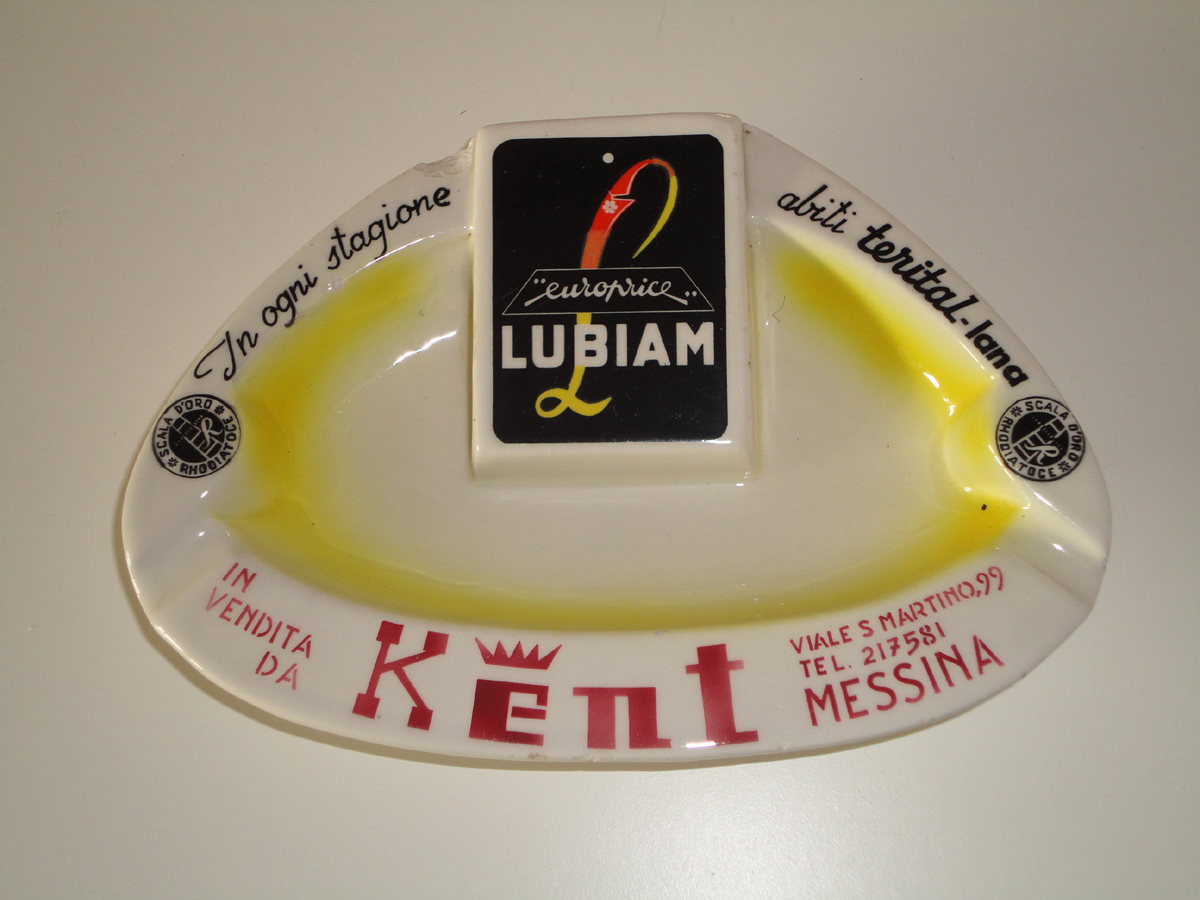 In ogni stagione
"europrice"
LUBIAM
abiti terital-lana
SCALA D'ORO
RHODIATOCE
R
SCALA D'ORO
RHODIATOCE
R
IN
VENDITA
DA
Kent
VIALE S MARTINO,99
TEL. 217581
MESSINA